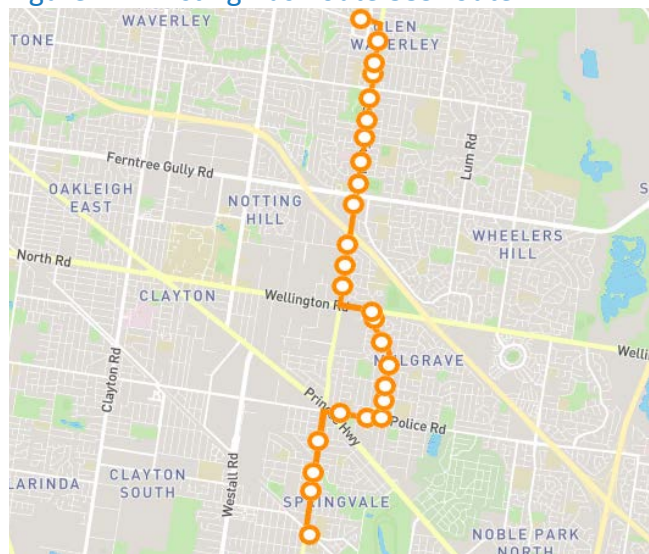 WAVERLEY
GLEN
WAVERLEY
TONE
Lum Rd
Ferntree Gully Rd
OAKLEIGH
EAST
NOTTING
HILL
WHEELERS
HILL
North Rd
CLAYTON
Wellington Rd
Welli
MULGRAVE
Clayton Rd
Princes Hwy
Police Rd
Westall Rd
CLAYTON
SOUTH
LARINDA
SPRINGVALE
NOBLE PARK
NORTH